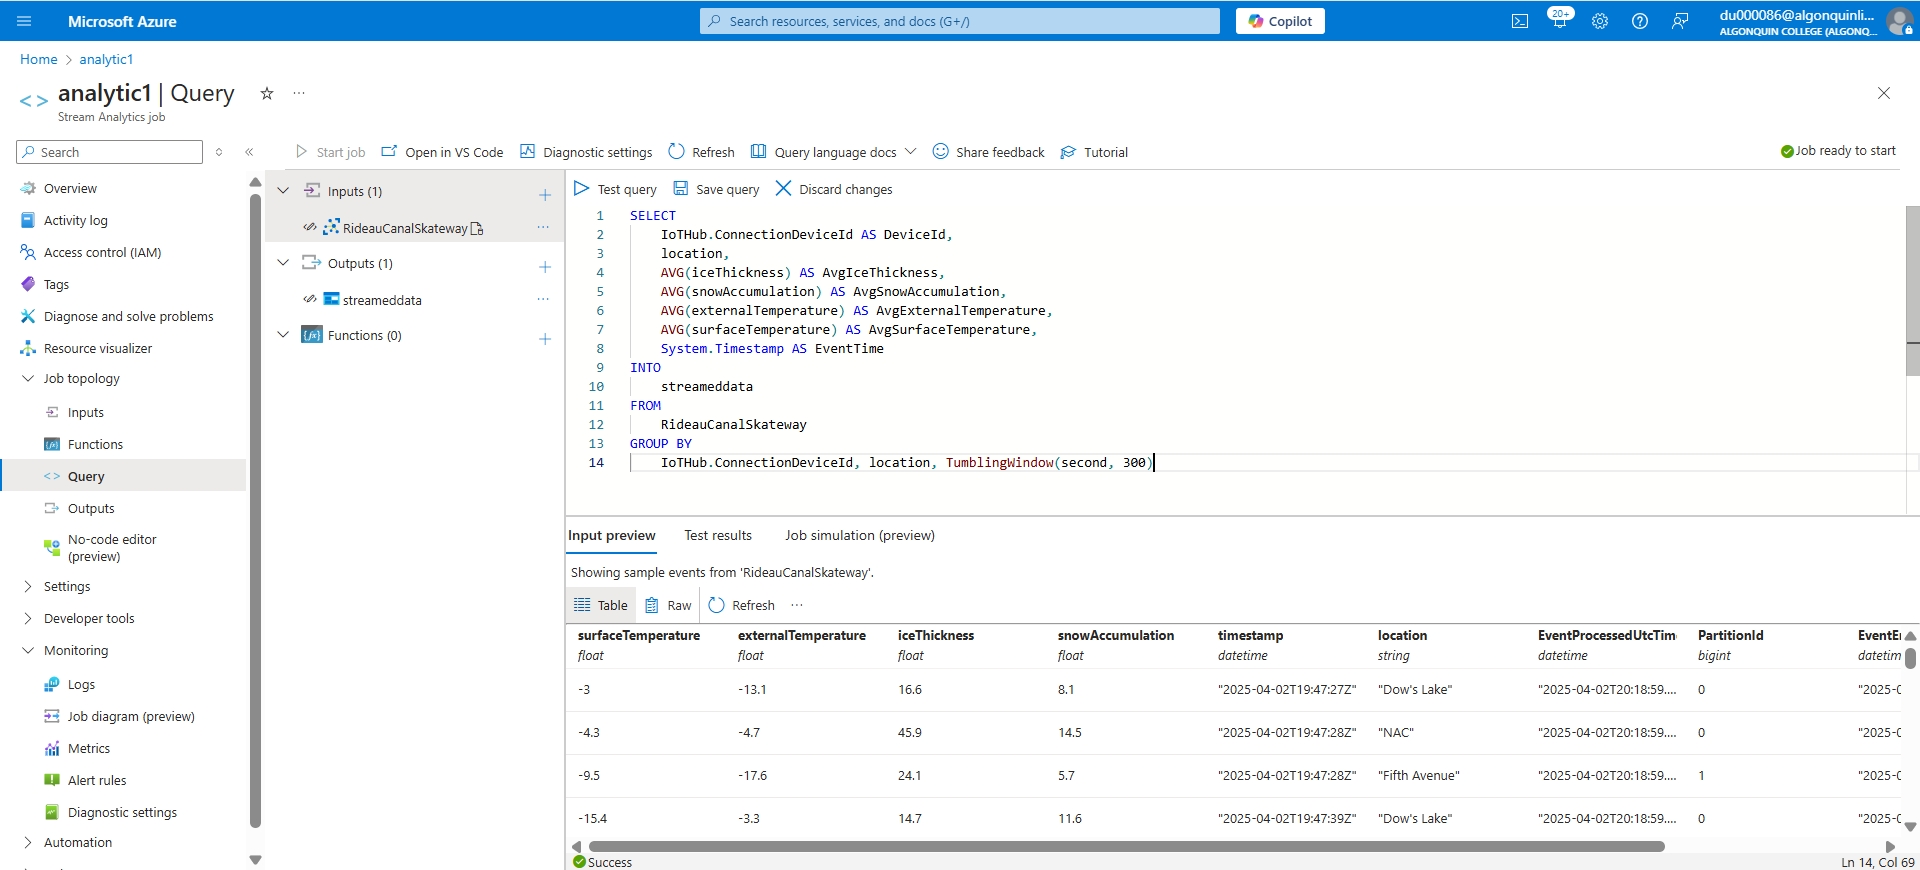 Microsoft Azure
Search resources, services, and docs (G+/)
Copilot
20+
du000086@algonquinli...
ALGONQUIN COLLEGE (ALGONQ...
Home > analytic1
analytic1 | Query
Stream Analytics job
Search
Start job
Open in VS Code
Diagnostic settings
Refresh
Query language docs
Share feedback
Tutorial
Job ready to start
Overview
Activity log
Access control (IAM)
Tags
Diagnose and solve problems
Resource visualizer
Job topology
Inputs
Functions
Query
Outputs
No-code editor
(preview)
Settings
Developer tools
Monitoring
Logs
Job diagram (preview)
Metrics
Alert rules
Diagnostic settings
Automation
Inputs (1)
RideauCanalSkateway
Outputs (1)
streameddata
Functions (0)
Test query
Save query
Discard changes
1 SELECT
2 IoTHub.ConnectionDeviceId AS DeviceId,
3 location,
4 AVG(iceThickness) AS AvgIceThickness,
5 AVG(snowAccumulation) AS AvgSnowAccumulation,
6 AVG(externalTemperature) AS AvgExternalTemperature,
7 AVG(surfaceTemperature) AS AvgSurfaceTemperature,
8 System.Timestamp AS EventTime
9 INTO
10 streameddata
11 FROM
12 RideauCanalSkateway
13 GROUP BY
14 IoTHub.ConnectionDeviceId, location, TumblingWindow(second, 300)
Input preview
Test results
Job simulation (preview)
Showing sample events from 'RideauCanalSkateway'.
Table
Raw
Refresh
surfaceTemperature externalTemperature iceThickness snowAccumulation timestamp location EventProcessedUtcTim PartitionId EventE
float float float float datetime string datetime bigint datetim
-3 -13.1 16.6 8.1 "2025-04-02T19:47:27Z" "Dow's Lake" "2025-04-02T20:18:59.... 0 "2025-0
-4.3 -4.7 45.9 14.5 "2025-04-02T19:47:28Z" "NAC" "2025-04-02T20:18:59.... 0 "2025-0
-9.5 -17.6 24.1 5.7 "2025-04-02T19:47:28Z" "Fifth Avenue" "2025-04-02T20:18:59.... 1 "2025-0
-15.4 -3.3 14.7 11.6 "2025-04-02T19:47:39Z" "Dow's Lake" "2025-04-02T20:18:59.... 0 "2025-0
Success
Ln 14, Col 69